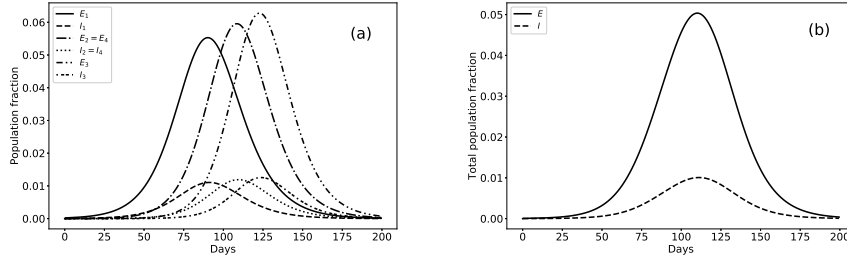 (a)
E₁
I₁
E₂ = E₄
I₂ = I₄
E₃
I₃
Population fraction
0.06
0.05
0.04
0.03
0.02
0.01
0.00
0 25 50 75 100 125 150 175 200
Days
(b)
E
I
Total population fraction
0.05
0.04
0.03
0.02
0.01
0.00
0 25 50 75 100 125 150 175 200
Days